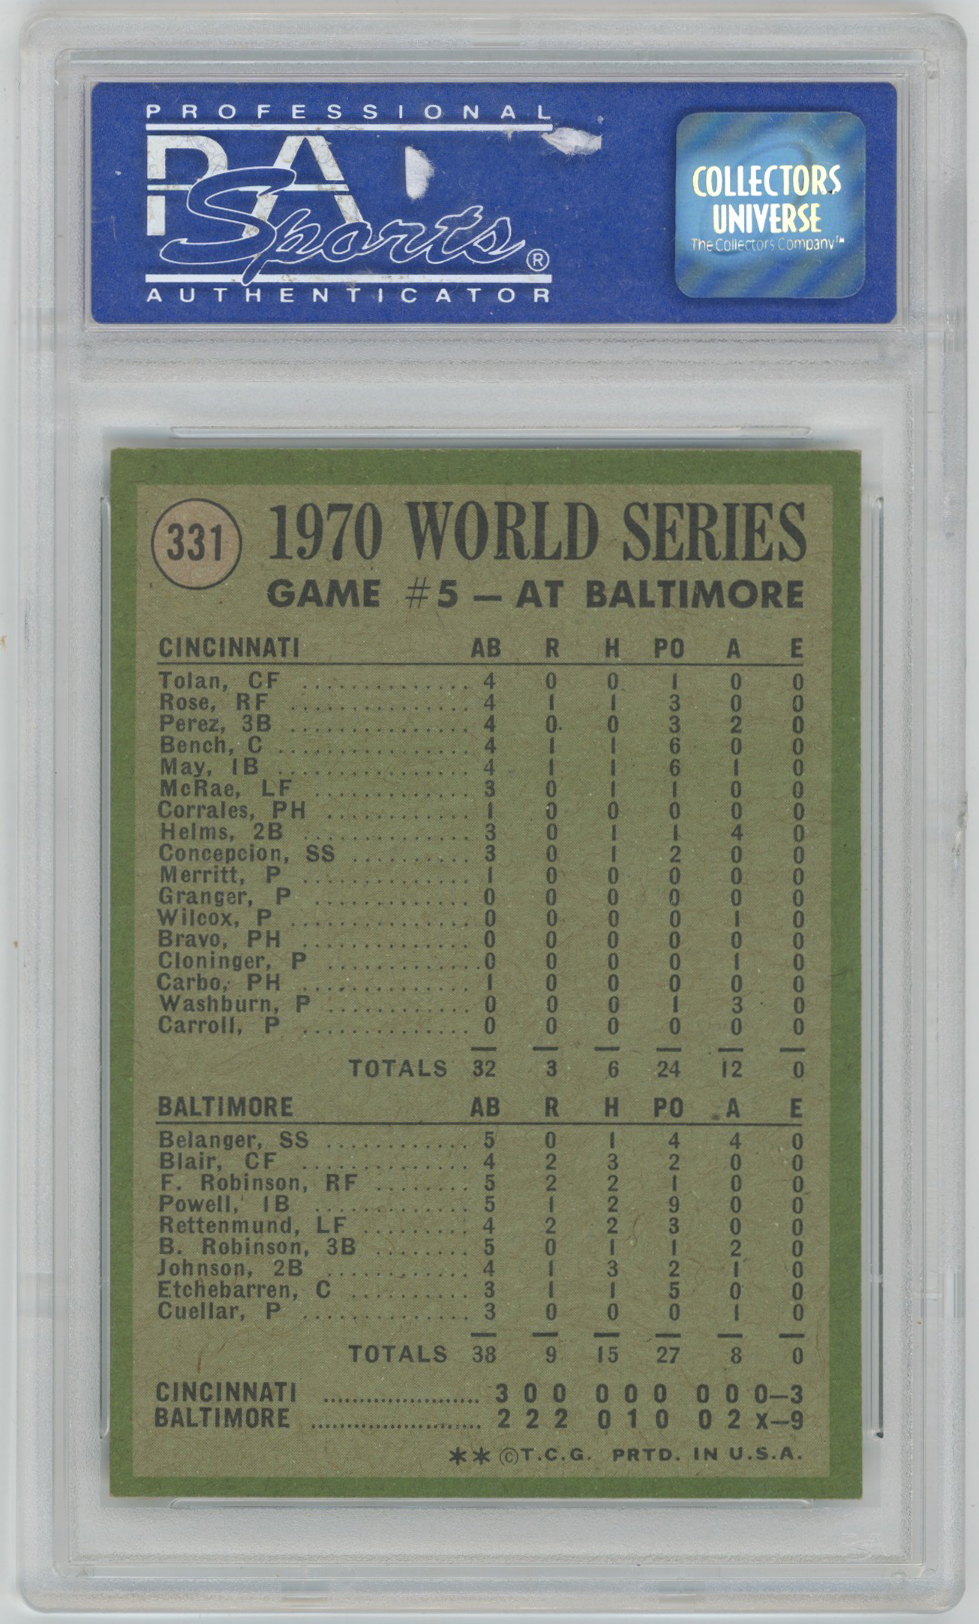 PROFESSIONAL
PSA
Sports®
AUTHENTICATOR
COLLECTORS
UNIVERSE
The Collectors Company™
331
1970 WORLD SERIES
GAME #5 — AT BALTIMORE
CINCINNATI AB R H PO A E
Tolan, CF .............. 4 0 0 1 0 0
Rose, RF .............. 4 1 1 3 0 0
Perez, 3B .............. 4 0 0 3 2 0
Bench, C .............. 4 1 1 6 0 0
May, 1B .............. 4 1 1 6 1 0
McRae, LF ............ 3 0 1 1 0 0
Corrales, PH ........... 1 0 0 0 0 0
Helms, 2B ............. 3 0 1 1 4 0
Concepcion, SS ......... 3 0 1 2 0 0
Merritt, P ............. 1 0 0 0 0 0
Granger, P ............ 0 0 0 0 0 0
Wilcox, P .............. 0 0 0 0 1 0
Bravo, PH ............. 0 0 0 0 0 0
Cloninger, P ............ 0 0 0 0 1 0
Carbo, PH ............. 1 0 0 0 0 0
Washburn, P ........... 0 0 0 1 3 0
Carroll, P ............. 0 0 0 0 0 0
TOTALS 32 3 6 24 12 0
BALTIMORE AB R H PO A E
Belanger, SS ........... 5 0 1 4 4 0
Blair, CF ............. 4 2 3 2 0 0
F. Robinson, RF ........ 5 2 2 1 0 0
Powell, 1B ............ 5 1 2 9 0 0
Rettenmund, LF ......... 4 2 2 3 0 0
B. Robinson, 3B ........ 5 0 1 1 2 0
Johnson, 2B ........... 4 1 3 2 1 0
Etchebarren, C ......... 3 1 1 5 0 0
Cuellar, P ............. 3 0 0 0 1 0
TOTALS 38 9 15 27 8 0
CINCINNATI ........................ 3 0 0 0 0 0 0 0 0—3
BALTIMORE .......................... 2 2 2 0 1 0 0 2 x—9
** ©T.C.G. PRTD. IN U.S.A.